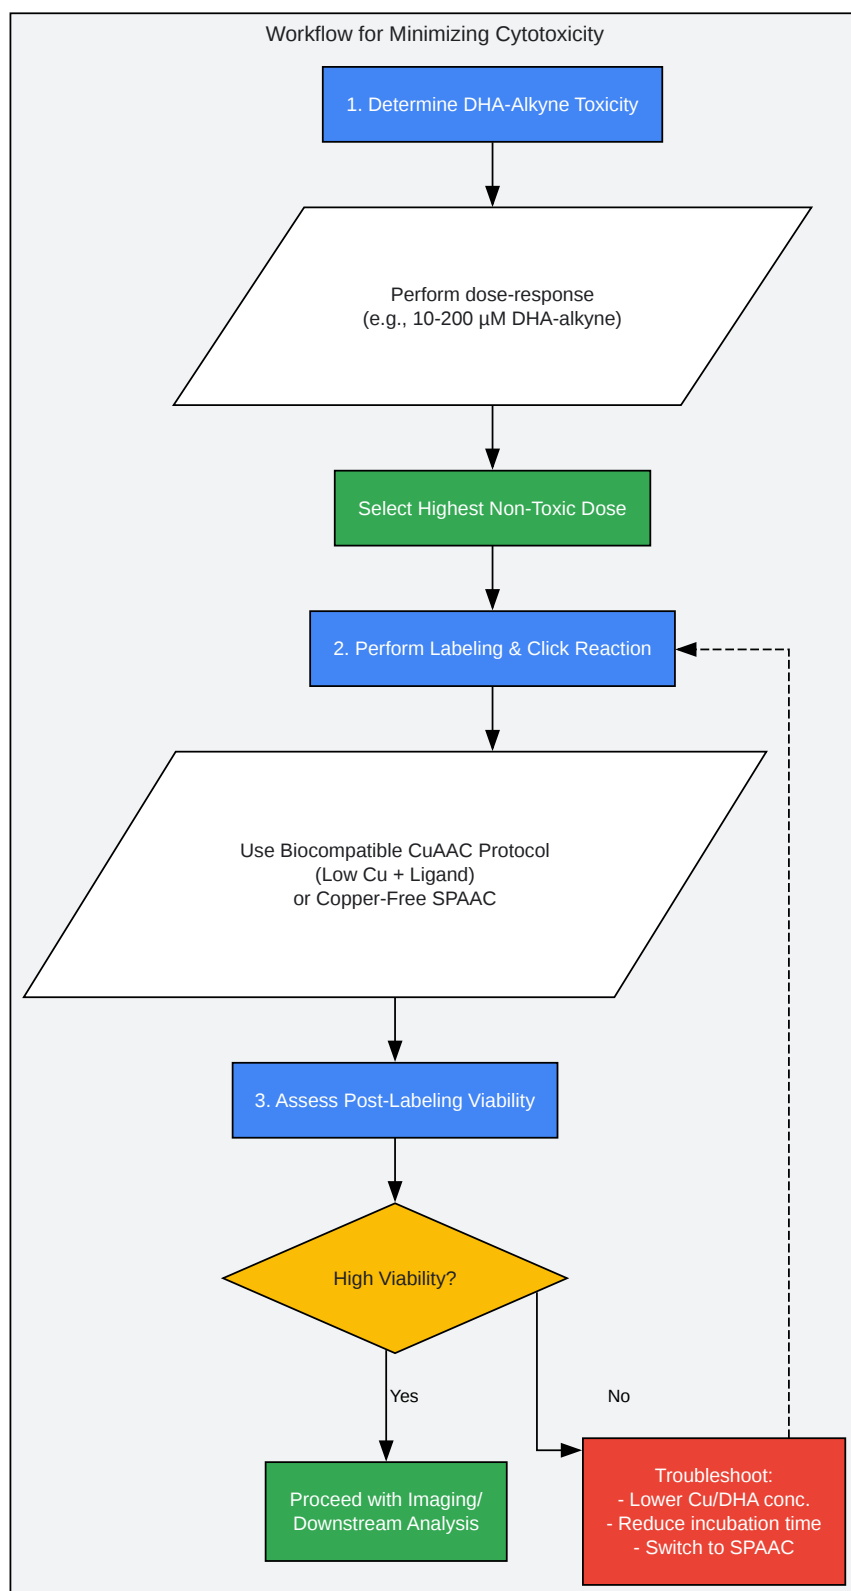 Workflow for Minimizing Cytotoxicity
1. Determine DHA-Alkyne Toxicity
Perform dose-response
(e.g., 10-200 µM DHA-alkyne)
Select Highest Non-Toxic Dose
2. Perform Labeling & Click Reaction
Use Biocompatible CuAAC Protocol
(Low Cu + Ligand)
or Copper-Free SPAAC
3. Assess Post-Labeling Viability
High Viability?
Yes
No
Proceed with Imaging/
Downstream Analysis
Troubleshoot:
- Lower Cu/DHA conc.
- Reduce incubation time
- Switch to SPAAC